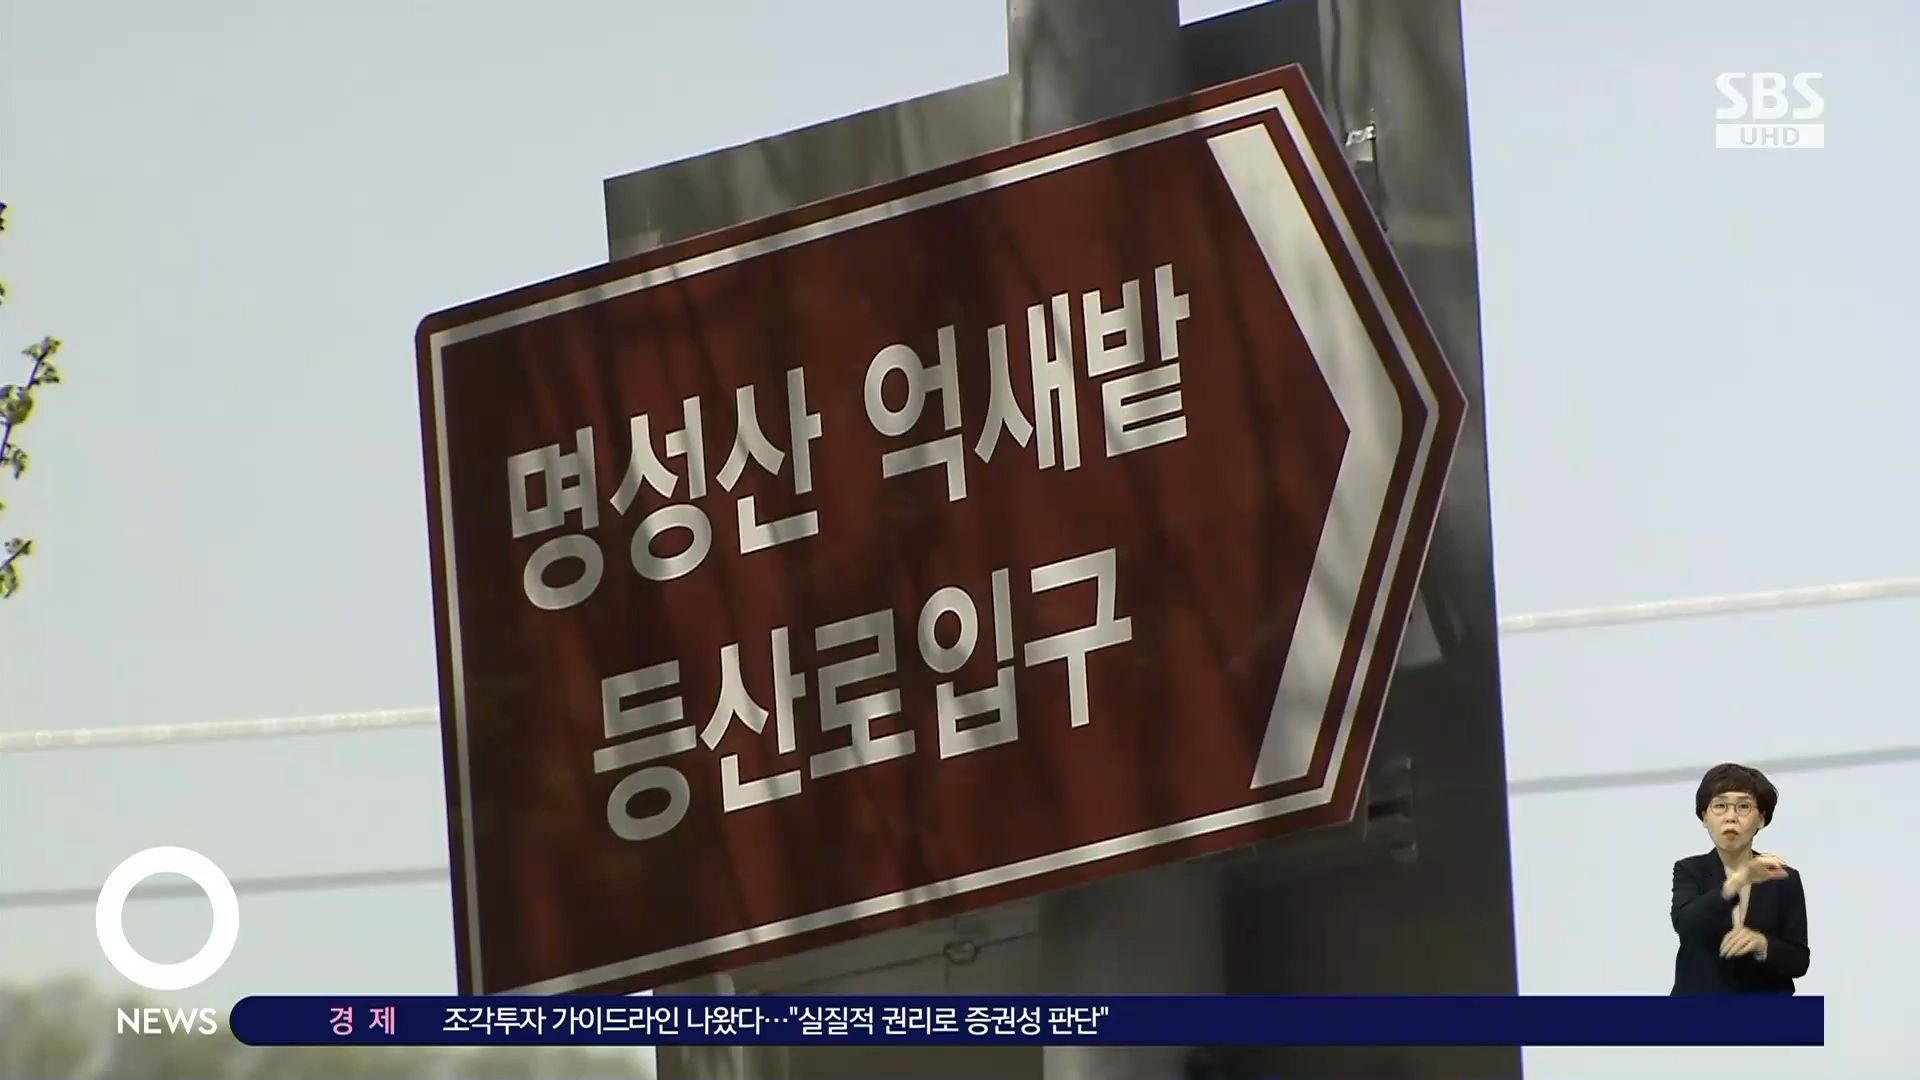 SBS
UHD
명성산 억새밭
등산로입구
NEWS
경 제 조각투자 가이드라인 나왔다…"실질적 권리로 증권성 판단"